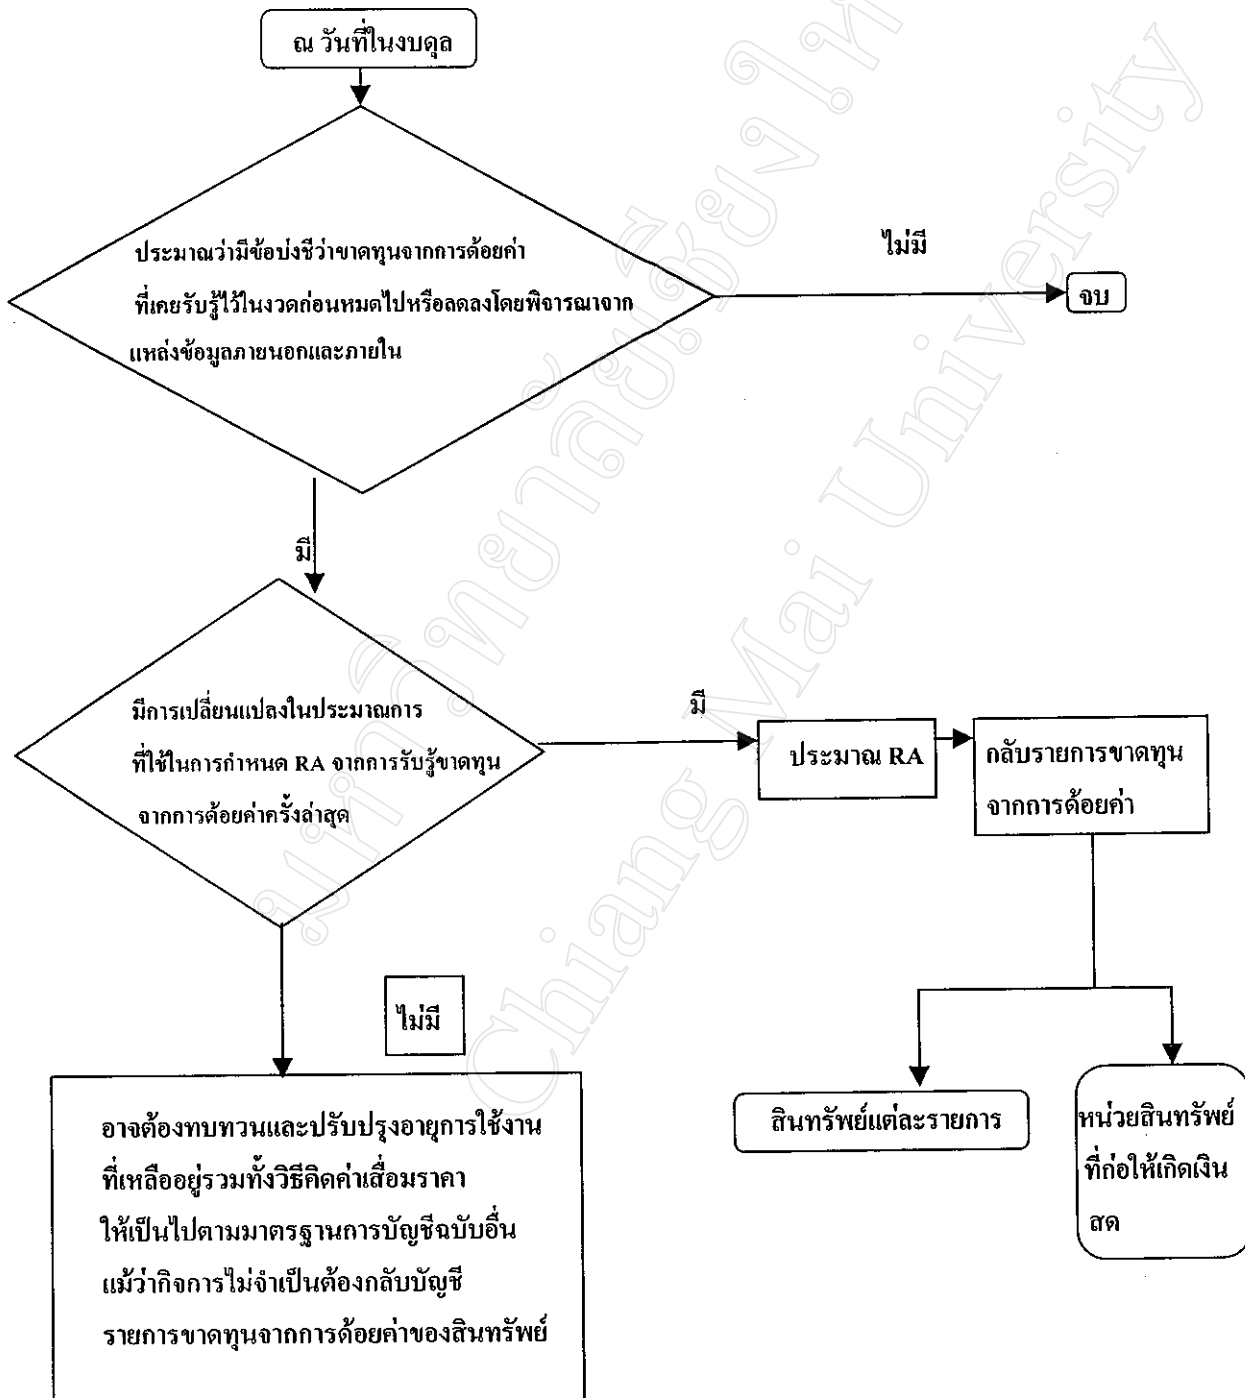 ณ วันที่ในงบดุล
ประมาณว่ามีข้อบ่งชี้ว่าขาดทุนจากการด้อยค่า
ที่เคยรับรู้ไว้ในงวดก่อนหมดไปหรือลดลงโดยพิจารณาจาก
แหล่งข้อมูลภายนอกและภายใน
ไม่มี
จบ
มี
มีการเปลี่ยนแปลงในประมาณการ
ที่ใช้ในการกำหนด RA จากการรับรู้ขาดทุน
จากการด้อยค่าครั้งล่าสุด
มี
ประมาณ RA
กลับรายการขาดทุน
จากการด้อยค่า
ไม่มี
อาจต้องทบทวนและปรับปรุงอายุการใช้งาน
ที่เหลืออยู่รวมทั้งวิธีคิดค่าเสื่อมราคา
ให้เป็นไปตามมาตรฐานการบัญชีฉบับอื่น
แม้ว่ากิจการไม่จำเป็นต้องกลับบัญชี
รายการขาดทุนจากการด้อยค่าของสินทรัพย์
สินทรัพย์แต่ละรายการ
หน่วยสินทรัพย์
ที่ก่อให้เกิดเงิน
สด
มหาวิทยาลัยเชียงใหม่
Chiang Mai University